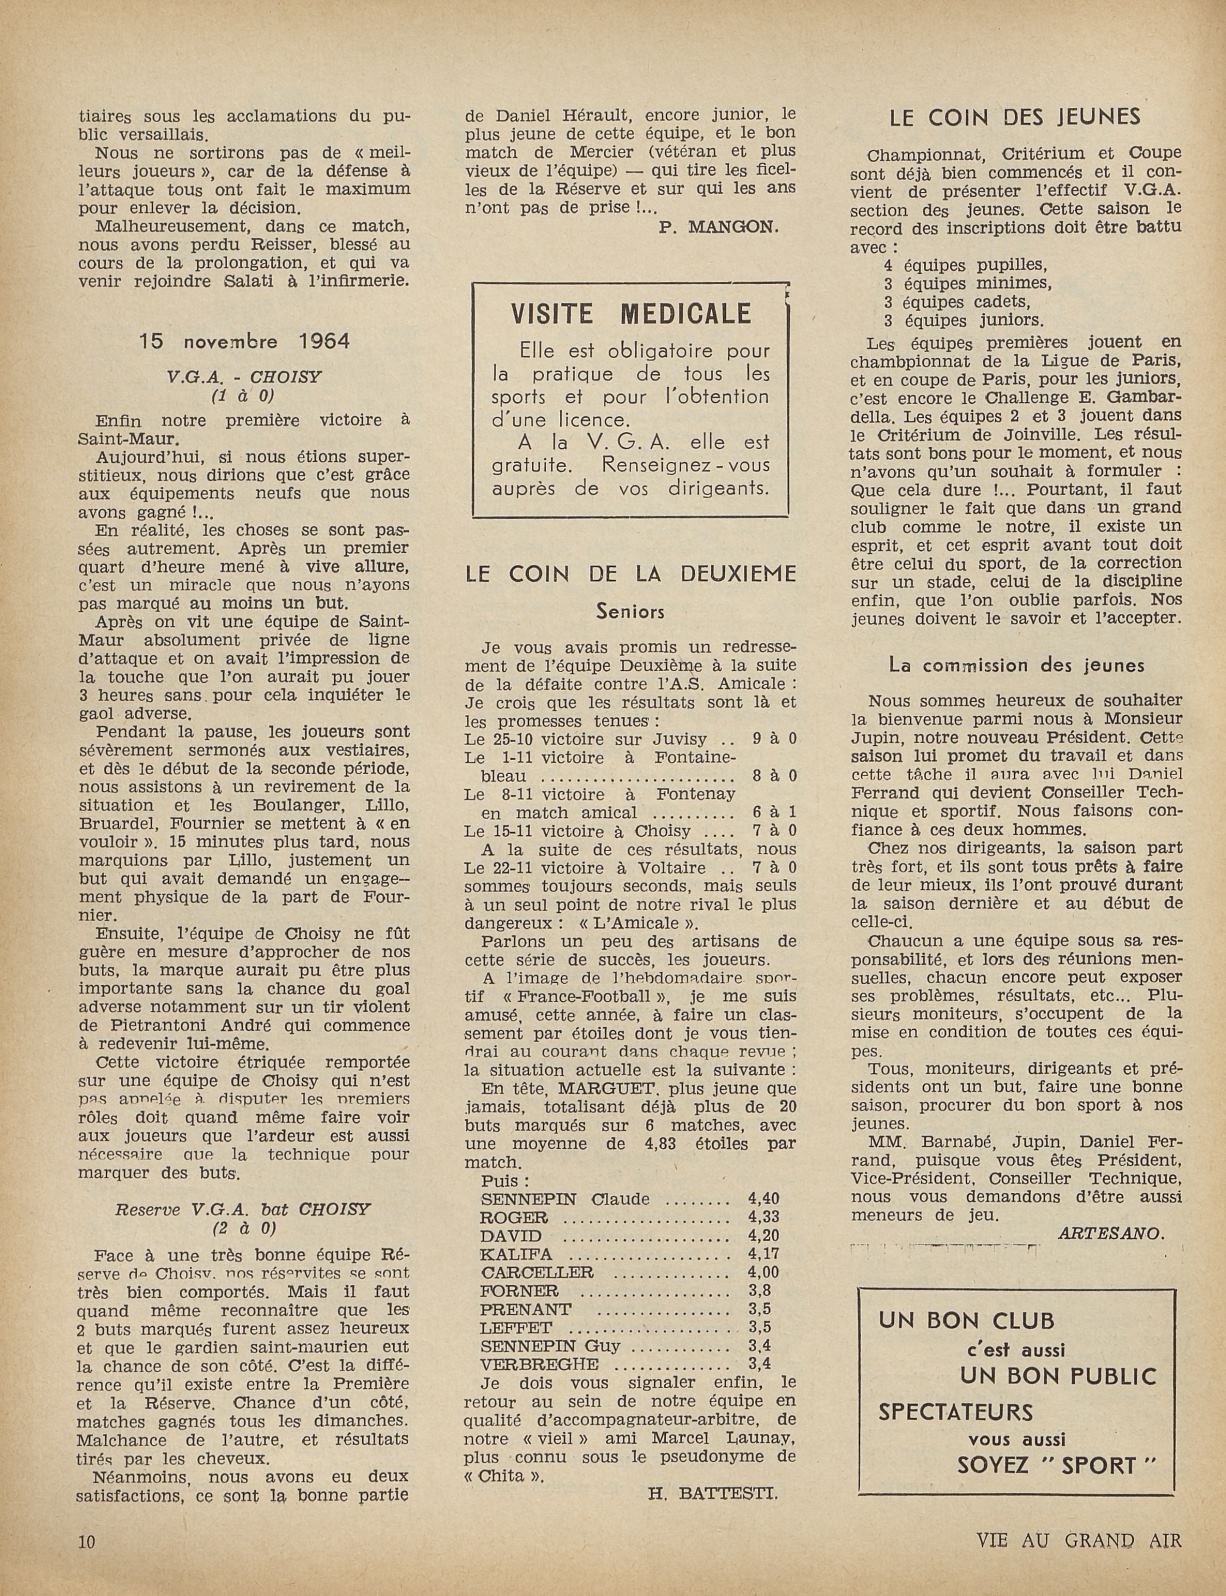 tiaires sous les acclamations du pu-
blic versaillais.
Nous ne sortirons pas de « meil-
leurs joueurs », car de la défense à
l'attaque tous ont fait le maximum
pour enlever la décision.
Malheureusement, dans ce match,
nous avons perdu Reisser, blessé au
cours de la prolongation, et qui va
venir rejoindre Salati à l'infirmerie.
15 novembre 1964
V.G.A. - CHOISY
(1 à 0)
Enfin notre première victoire à
Saint-Maur.
Aujourd'hui, si nous étions super-
stitieux, nous dirions que c'est grâce
aux équipements neufs que nous
avons gagné !...
En réalité, les choses se sont pas-
sées autrement. Après un premier
quart d'heure mené à vive allure,
c'est un miracle que nous n'ayons
pas marqué au moins un but.
Après on vit une équipe de Saint-
Maur absolument privée de ligne
d'attaque et on avait l'impression de
la touche que l'on aurait pu jouer
3 heures sans pour cela inquiéter le
gaol adverse.
Pendant la pause, les joueurs sont
sévèrement sermonés aux vestiaires,
et dès le début de la seconde période,
nous assistons à un revirement de la
situation et les Boulanger, Lillo,
Bruardel, Fournier se mettent à « en
vouloir ». 15 minutes plus tard, nous
marquions par Lillo, justement un
but qui avait demandé un engage-
ment physique de la part de Four-
nier.
Ensuite, l'équipe de Choisy ne fût
guère en mesure d'approcher de nos
buts, la marque aurait pu être plus
importante sans la chance du goal
adverse notamment sur un tir violent
de Pietrantoni André qui commence
à redevenir lui-même.
Cette victoire étriquée remportée
sur une équipe de Choisy qui n'est
pas appelée à disputer les premiers
rôles doit quand même faire voir
aux joueurs que l'ardeur est aussi
nécessaire que la technique pour
marquer des buts.
Reserve V.G.A. bat CHOISY
(2 à 0)
Face à une très bonne équipe Ré-
serve de Choisy, nos réservites se sont
très bien comportés. Mais il faut
quand même reconnaître que les
2 buts marqués furent assez heureux
et que le gardien saint-maurien eut
la chance de son côté. C'est la diffé-
rence qu'il existe entre la Première
et la Réserve. Chance d'un côté,
matches gagnés tous les dimanches.
Malchance de l'autre, et résultats
tirés par les cheveux.
Néanmoins, nous avons eu deux
satisfactions, ce sont la bonne partie
de Daniel Hérault, encore junior, le
plus jeune de cette équipe, et le bon
match de Mercier (vétéran et plus
vieux de l'équipe) — qui tire les ficel-
les de la Réserve et sur qui les ans
n'ont pas de prise !...
P. MANGON.
VISITE MEDICALE
Elle est obligatoire pour
la pratique de tous les
sports et pour l'obtention
d'une licence.
A la V. G. A. elle est
gratuite. Renseignez - vous
auprès de vos dirigeants.
LE COIN DE LA DEUXIEME
Seniors
Je vous avais promis un redresse-
ment de l'équipe Deuxième à la suite
de la défaite contre l'A.S. Amicale :
Je crois que les résultats sont là et
les promesses tenues :
Le 25-10 victoire sur Juvisy .. 9 à 0
Le 1-11 victoire à Fontaine-
bleau ........................ 8 à 0
Le 8-11 victoire à Fontenay
en match amical .......... 6 à 1
Le 15-11 victoire à Choisy .... 7 à 0
A la suite de ces résultats, nous
Le 22-11 victoire à Voltaire .. 7 à 0
sommes toujours seconds, mais seuls
à un seul point de notre rival le plus
dangereux : « L'Amicale ».
Parlons un peu des artisans de
cette série de succès, les joueurs.
A l'image de l'hebdomadaire spor-
tif « France-Football », je me suis
amusé, cette année, à faire un clas-
sement par étoiles dont je vous tien-
drai au courant dans chaque revue ;
la situation actuelle est la suivante :
En tête, MARGUET, plus jeune que
jamais, totalisant déjà plus de 20
buts marqués sur 6 matches, avec
une moyenne de 4,83 étoiles par
match.
Puis :
SENNEPIN Claude ........ 4,40
ROGER .................... 4,33
DAVID .................... 4,20
KALIFA ................... 4,17
CARCELLER .............. 4,00
FORNER .................. 3,8
PRENANT ................ 3,5
LEFFET .................... 3,5
SENNEPIN Guy ............ 3,4
VERBREGHE .............. 3,4
Je dois vous signaler enfin, le
retour au sein de notre équipe en
qualité d'accompagnateur-arbitre, de
notre « vieil » ami Marcel Launay,
plus connu sous le pseudonyme de
« Chita ».
H. BATTESTI.
LE COIN DES JEUNES
Championnat, Critérium et Coupe
sont déjà bien commencés et il con-
vient de présenter l'effectif V.G.A.
section des jeunes. Cette saison le
record des inscriptions doit être battu
avec :
4 équipes pupilles,
3 équipes minimes,
3 équipes cadets,
3 équipes juniors.
Les équipes premières jouent en
chambpionnat de la Ligue de Paris,
et en coupe de Paris, pour les juniors,
c'est encore le Challenge E. Gambar-
della. Les équipes 2 et 3 jouent dans
le Critérium de Joinville. Les résul-
tats sont bons pour le moment, et nous
n'avons qu'un souhait à formuler :
Que cela dure !... Pourtant, il faut
souligner le fait que dans un grand
club comme le notre, il existe un
esprit, et cet esprit avant tout doit
être celui du sport, de la correction
sur un stade, celui de la discipline
enfin, que l'on oublie parfois. Nos
jeunes doivent le savoir et l'accepter.
La commission des jeunes
Nous sommes heureux de souhaiter
la bienvenue parmi nous à Monsieur
Jupin, notre nouveau Président. Cette
saison lui promet du travail et dans
cette tâche il aura avec lui Daniel
Ferrand qui devient Conseiller Tech-
nique et sportif. Nous faisons con-
fiance à ces deux hommes.
Chez nos dirigeants, la saison part
très fort, et ils sont tous prêts à faire
de leur mieux, ils l'ont prouvé durant
la saison dernière et au début de
celle-ci.
Chaucun a une équipe sous sa res-
ponsabilité, et lors des réunions men-
suelles, chacun encore peut exposer
ses problèmes, résultats, etc... Plu-
sieurs moniteurs, s'occupent de la
mise en condition de toutes ces équi-
pes.
Tous, moniteurs, dirigeants et pré-
sidents ont un but, faire une bonne
saison, procurer du bon sport à nos
jeunes.
MM. Barnabé, Jupin, Daniel Fer-
rand, puisque vous êtes Président,
Vice-Président, Conseiller Technique,
nous vous demandons d'être aussi
meneurs de jeu.
ARTESANO.
UN BON CLUB
c'est aussi
UN BON PUBLIC
SPECTATEURS
vous aussi
SOYEZ " SPORT "
10
VIE AU GRAND AIR